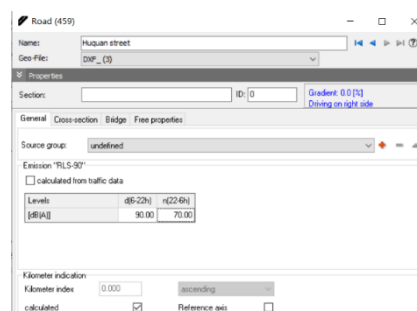 Road (459)
Name: Huquan street
Geo-File: DXF_ (3)
Properties
Section: ID: 0 Gradient: 0.0 [%]
Driving on right side
General Cross-section Bridge Free properties
Source group: undefined
Emission "RLS-90"
calculated from traffic data
Levels d(6-22h) n(22-6h)
[dB(A)] 90.00 70.00
Kilometer indication
Kilometer index 0.000 ascending
calculated Reference axis